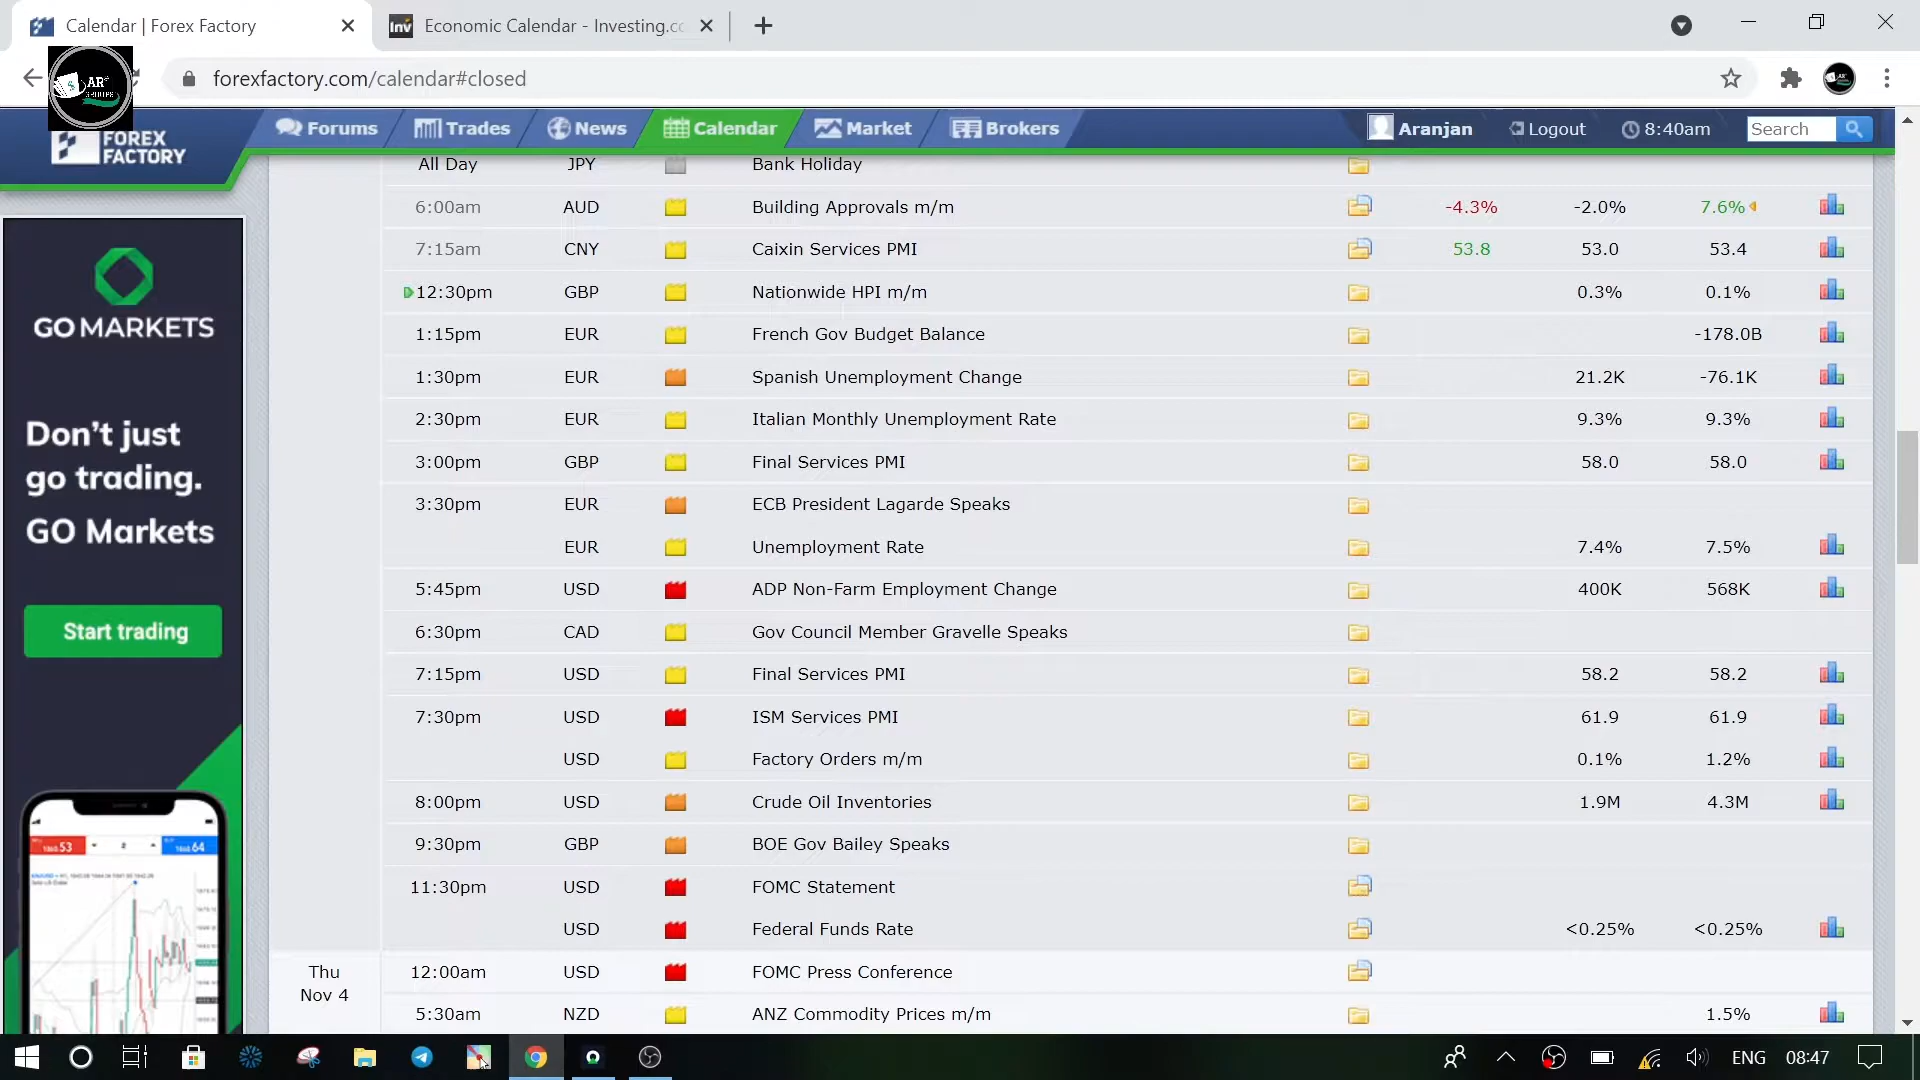 Calendar | Forex Factory
Inv Economic Calendar - Investing.c
forexfactory.com/calendar#closed
AR
GROUPS
FOREX
FACTORY
Forums Trades News Calendar Market Brokers Aranjan Logout 8:40am Search
All Day JPY Bank Holiday
6:00am AUD Building Approvals m/m -4.3% -2.0% 7.6%
7:15am CNY Caixin Services PMI 53.8 53.0 53.4
12:30pm GBP Nationwide HPI m/m 0.3% 0.1%
1:15pm EUR French Gov Budget Balance -178.0B
1:30pm EUR Spanish Unemployment Change 21.2K -76.1K
2:30pm EUR Italian Monthly Unemployment Rate 9.3% 9.3%
3:00pm GBP Final Services PMI 58.0 58.0
3:30pm EUR ECB President Lagarde Speaks
EUR Unemployment Rate 7.4% 7.5%
5:45pm USD ADP Non-Farm Employment Change 400K 568K
6:30pm CAD Gov Council Member Gravelle Speaks
7:15pm USD Final Services PMI 58.2 58.2
7:30pm USD ISM Services PMI 61.9 61.9
USD Factory Orders m/m 0.1% 1.2%
8:00pm USD Crude Oil Inventories 1.9M 4.3M
9:30pm GBP BOE Gov Bailey Speaks
11:30pm USD FOMC Statement
USD Federal Funds Rate <0.25% <0.25%
Thu
Nov 4
12:00am USD FOMC Press Conference
5:30am NZD ANZ Commodity Prices m/m 1.5%
GO MARKETS
Don't just
go trading.
GO Markets
Start trading
53 2 64
ENG 08:47